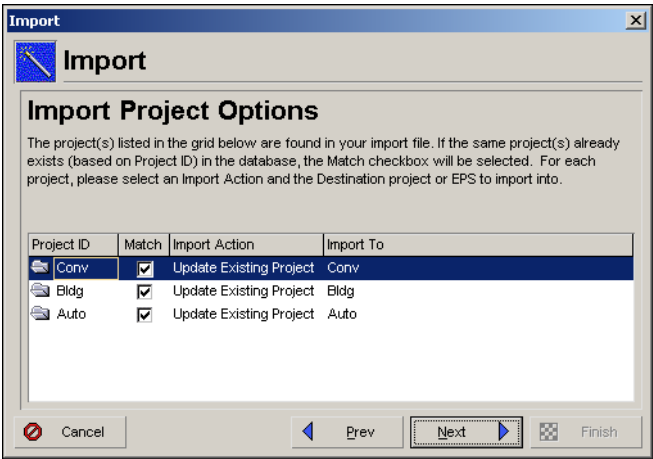 Import
Import
Import Project Options
The project(s) listed in the grid below are found in your import file. If the same project(s) already
exists (based on Project ID) in the database, the Match checkbox will be selected.  For each
project, please select an Import Action and the Destination project or EPS to import into.
Project ID Match Import Action Import To
Conv Update Existing Project Conv
Bldg Update Existing Project Bldg
Auto Update Existing Project Auto
Cancel Prev Next Finish